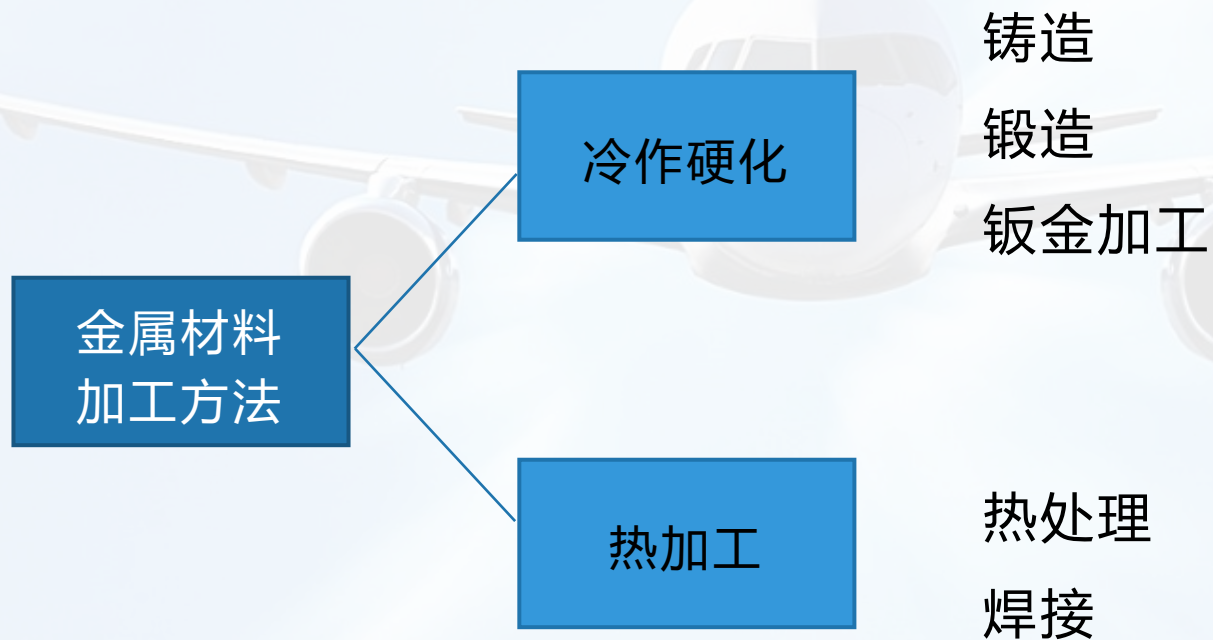 金属材料
加工方法
冷作硬化
铸造
锻造
钣金加工
热加工
热处理
焊接